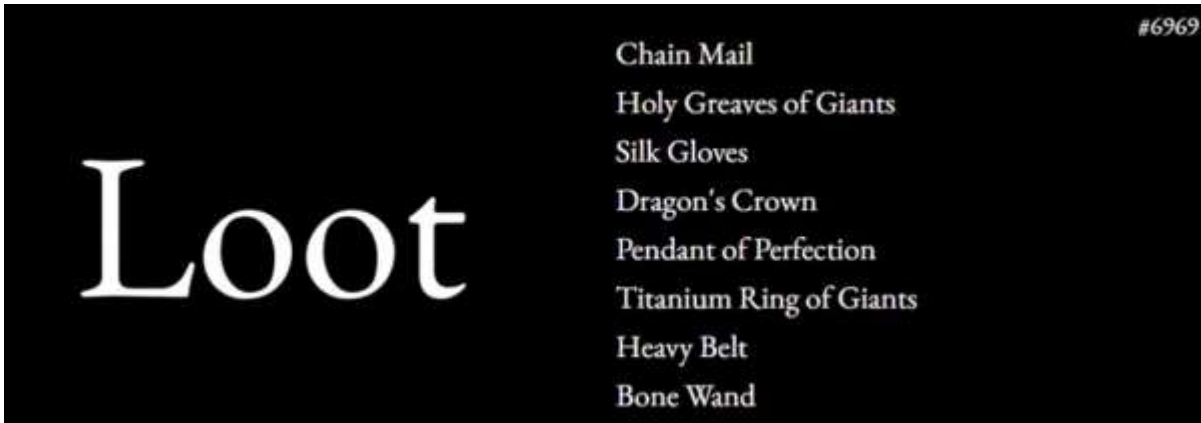 Loot
#6969
Chain Mail
Holy Greaves of Giants
Silk Gloves
Dragon's Crown
Pendant of Perfection
Titanium Ring of Giants
Heavy Belt
Bone Wand